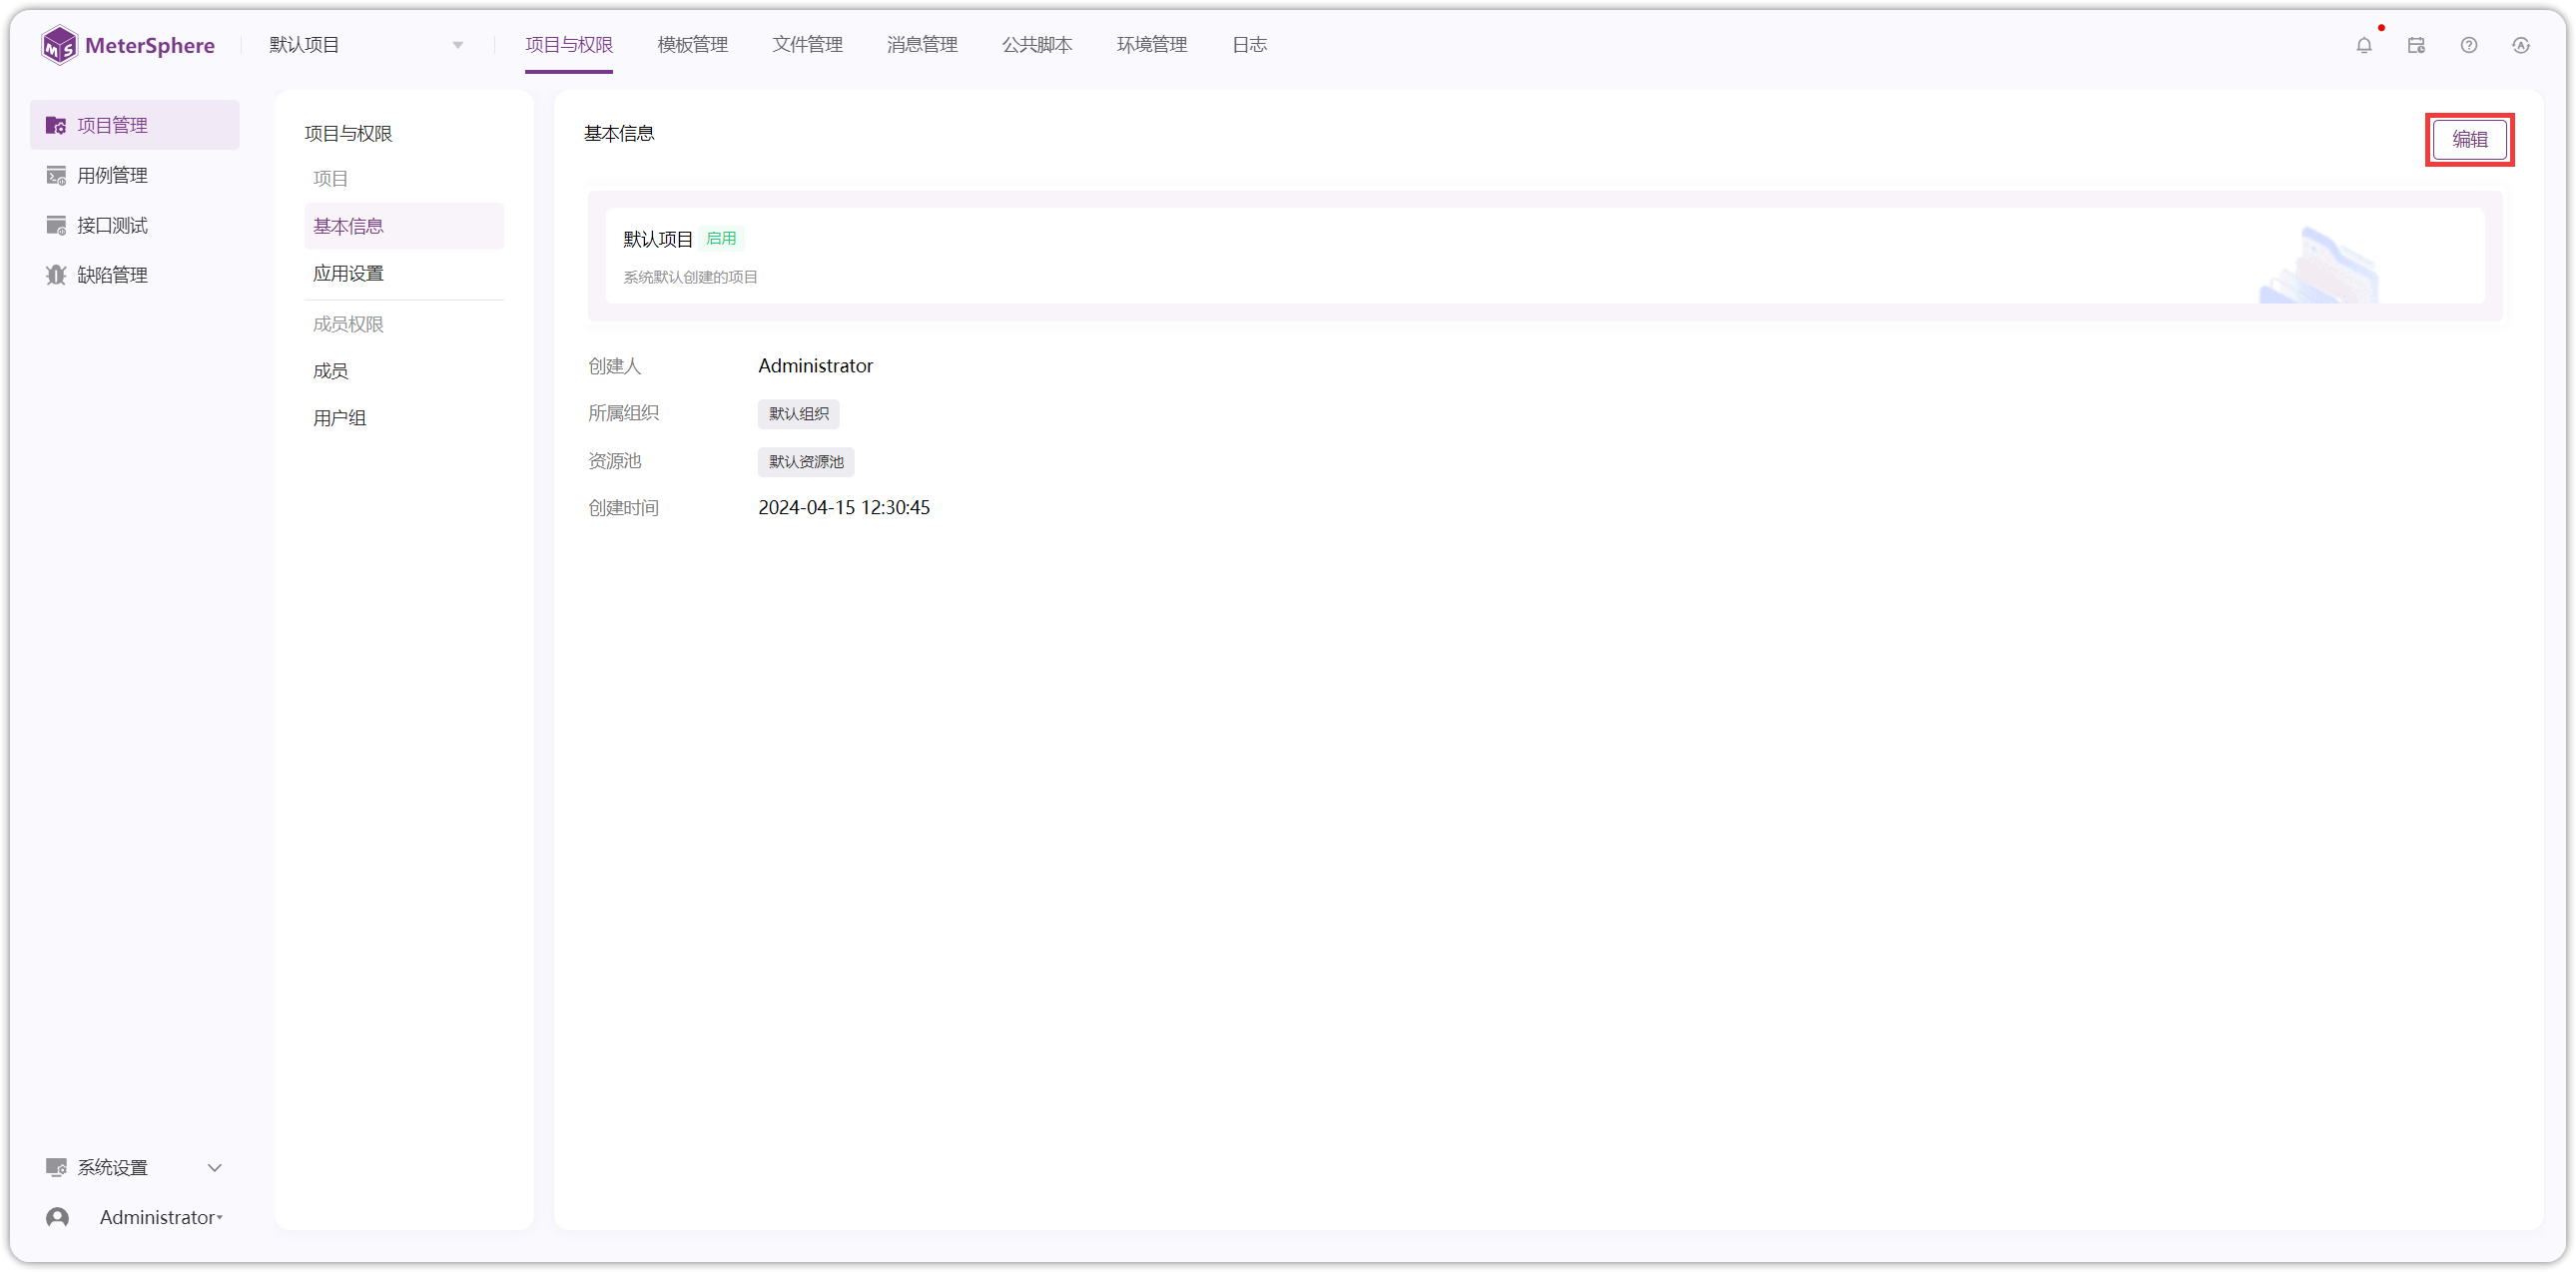 MeterSphere
默认项目
项目与权限 模板管理 文件管理 消息管理 公共脚本 环境管理 日志
项目管理
用例管理
接口测试
缺陷管理
系统设置
Administrator
项目与权限
项目
基本信息
应用设置
成员权限
成员
用户组
基本信息
编辑
默认项目 启用
系统默认创建的项目
创建人 Administrator
所属组织 默认组织
资源池 默认资源池
创建时间 2024-04-15 12:30:45